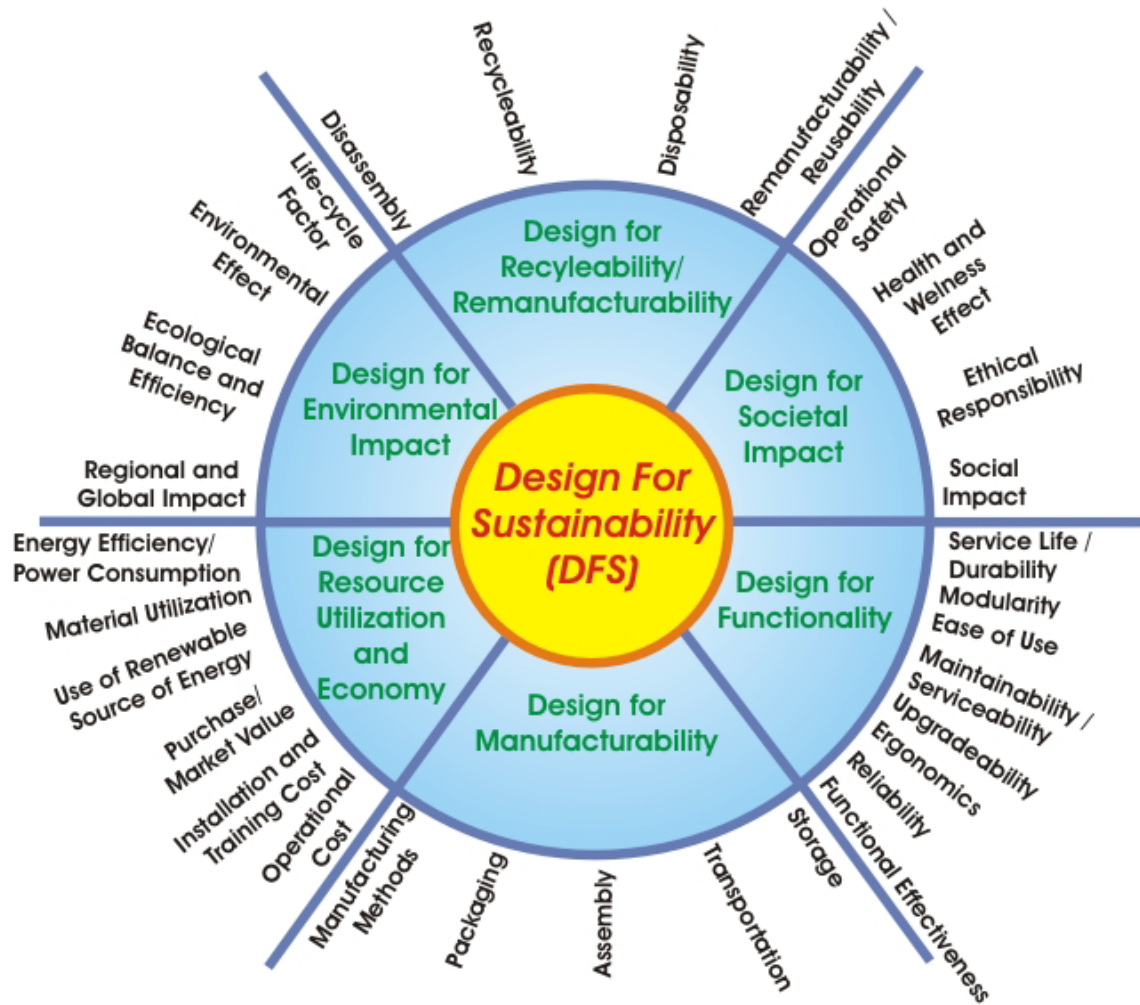 Design For
Sustainability
(DFS)
Design for
Recyleability/
Remanufacturability
Disassembly
Recycleability
Disposability
Remanufacturability /
Reusability
Design for
Societal
Impact
Operational
Safety
Health and
Welness
Effect
Ethical
Responsibility
Social
Impact
Design for
Functionality
Service Life /
Durability
Modularity
Ease of Use
Maintainability /
Serviceability
Upgradeability
Ergonomics
Reliability
Functional Effectiveness
Design for
Manufacturability
Storage
Transportation
Assembly
Packaging
Manufacturing
Methods
Design for
Resource
Utilization
and
Economy
Energy Efficiency/
Power Consumption
Material Utilization
Use of Renewable
Source of Energy
Purchase/
Market Value
Installation and
Training Cost
Operational
Cost
Design for
Environmental
Impact
Regional and
Global Impact
Ecological
Balance and
Efficiency
Environmental
Effect
Life-cycle
Factor